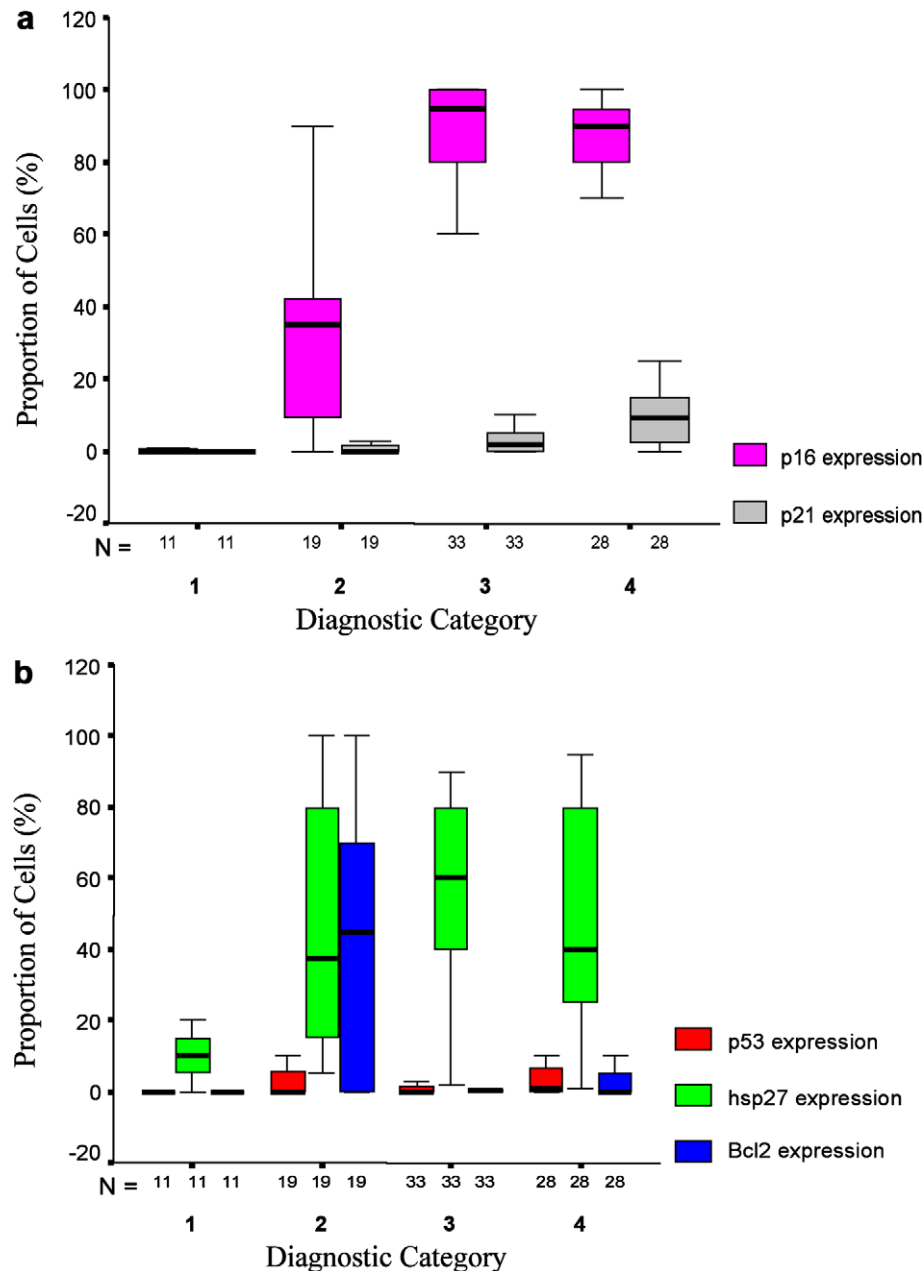 a
120
100
80
60
40
20
0
-20
Proportion of Cells (%)
p16 expression
p21 expression
N = 11 11 19 19 33 33 28 28
1 2 3 4
Diagnostic Category
b
120
100
80
60
40
20
0
-20
Proportion of Cells (%)
p53 expression
hsp27 expression
Bcl2 expression
N = 11 11 11 19 19 19 33 33 33 28 28 28
1 2 3 4
Diagnostic Category